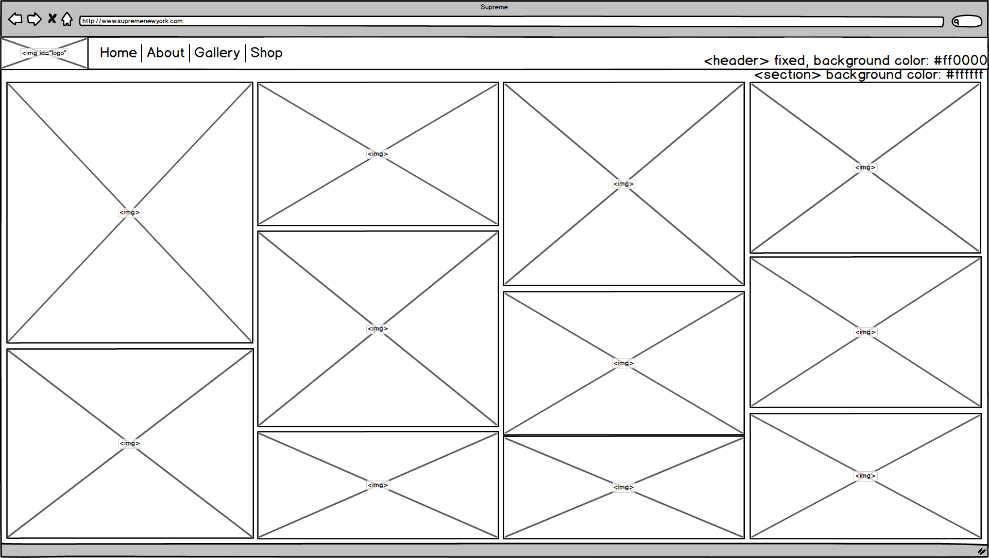 Supreme
http://www.supremenewyork.com
<img id="logo"
Home | About | Gallery | Shop
<header> fixed, background color: #ff0000
<section> background color: #ffffff
<img>
<img>
<img>
<img>
<img>
<img>
<img>
<img>
<img>
<img>
<img>